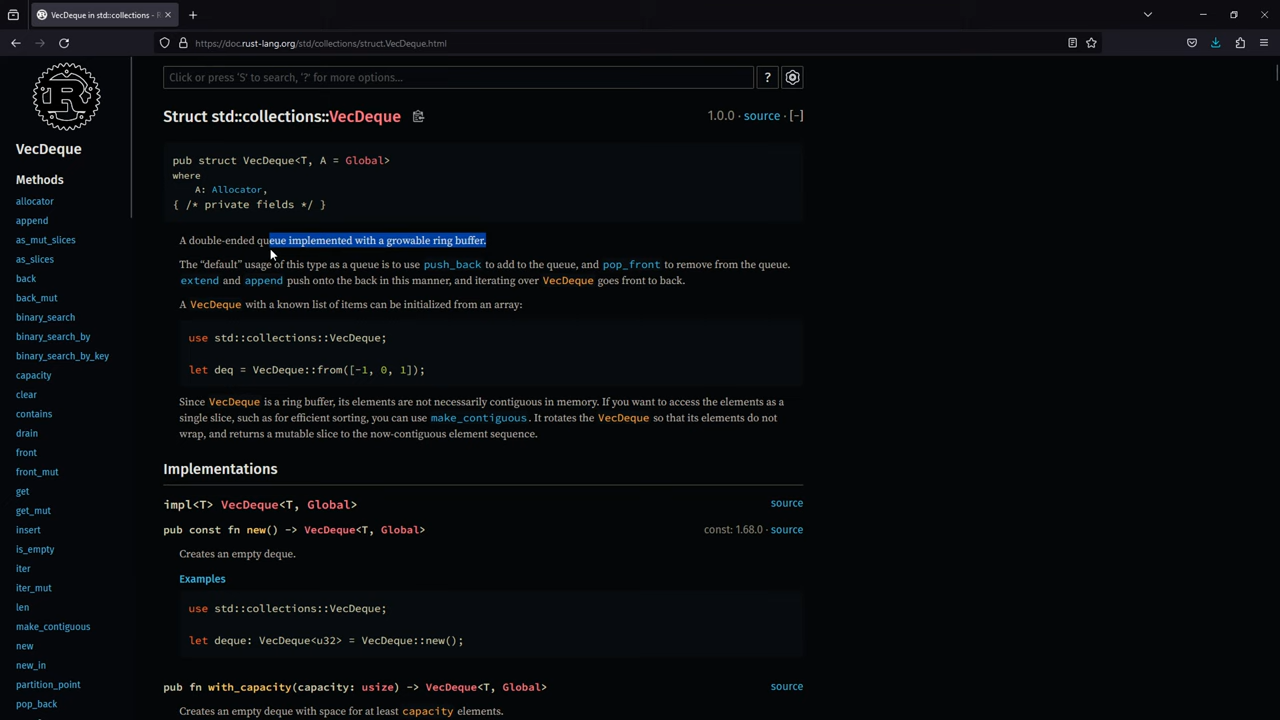 VecDeque in std::collections - R
https://doc.rust-lang.org/std/collections/struct.VecDeque.html
R
VecDeque
Methods
allocator
append
as_mut_slices
as_slices
back
back_mut
binary_search
binary_search_by
binary_search_by_key
capacity
clear
contains
drain
front
front_mut
get
get_mut
insert
is_empty
iter
iter_mut
len
make_contiguous
new
new_in
partition_point
pop_back
Click or press ‘S’ to search, ‘?’ for more options…
?
Struct std::collections::VecDeque
1.0.0 · source · [-]
pub struct VecDeque<T, A = Global>
where
A: Allocator,
{ /* private fields */ }
A double-ended queue implemented with a growable ring buffer.
The “default” usage of this type as a queue is to use push_back to add to the queue, and pop_front to remove from the queue.
extend and append push onto the back in this manner, and iterating over VecDeque goes front to back.
A VecDeque with a known list of items can be initialized from an array:
use std::collections::VecDeque;
let deq = VecDeque::from([-1, 0, 1]);
Since VecDeque is a ring buffer, its elements are not necessarily contiguous in memory. If you want to access the elements as a
single slice, such as for efficient sorting, you can use make_contiguous. It rotates the VecDeque so that its elements do not
wrap, and returns a mutable slice to the now-contiguous element sequence.
Implementations
impl<T> VecDeque<T, Global>
source
pub const fn new() -> VecDeque<T, Global>
const: 1.68.0 · source
Creates an empty deque.
Examples
use std::collections::VecDeque;
let deque: VecDeque<u32> = VecDeque::new();
pub fn with_capacity(capacity: usize) -> VecDeque<T, Global>
source
Creates an empty deque with space for at least capacity elements.